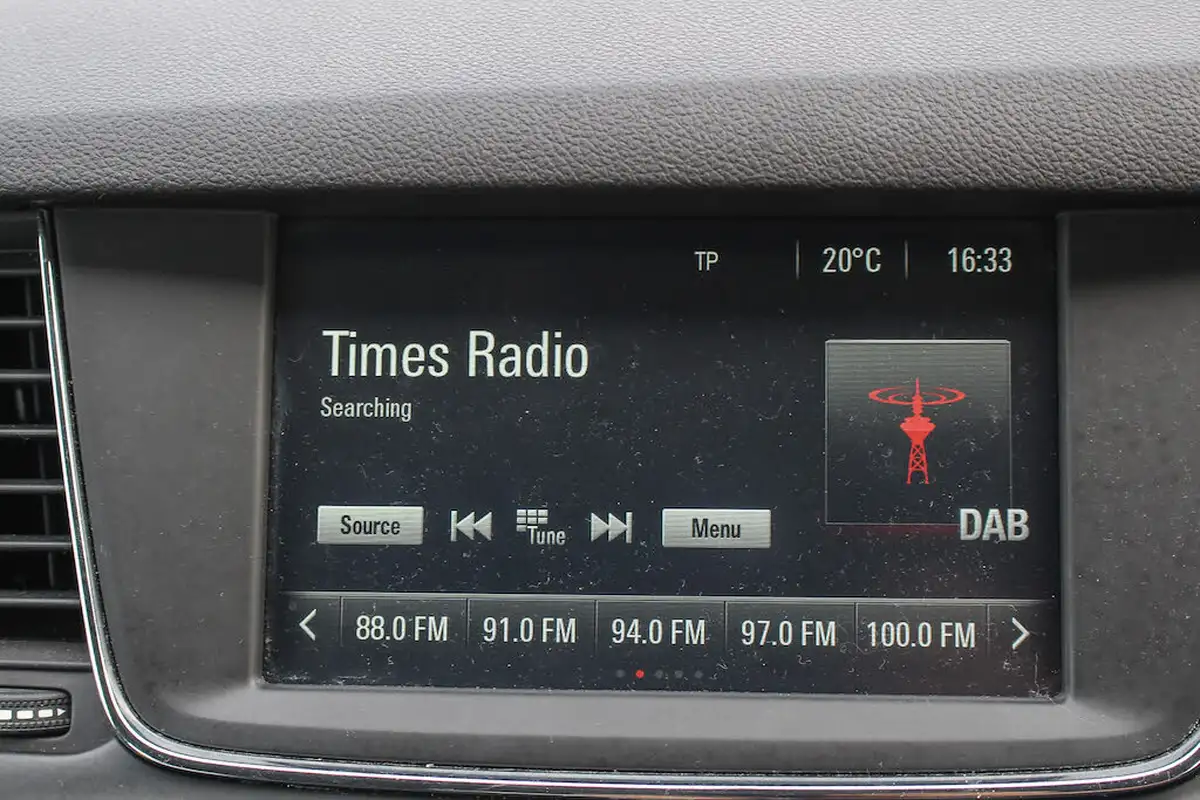 TP 20°C 16:33
Times Radio
Searching
Source Tune Menu
DAB
88.0 FM 91.0 FM 94.0 FM 97.0 FM 100.0 FM